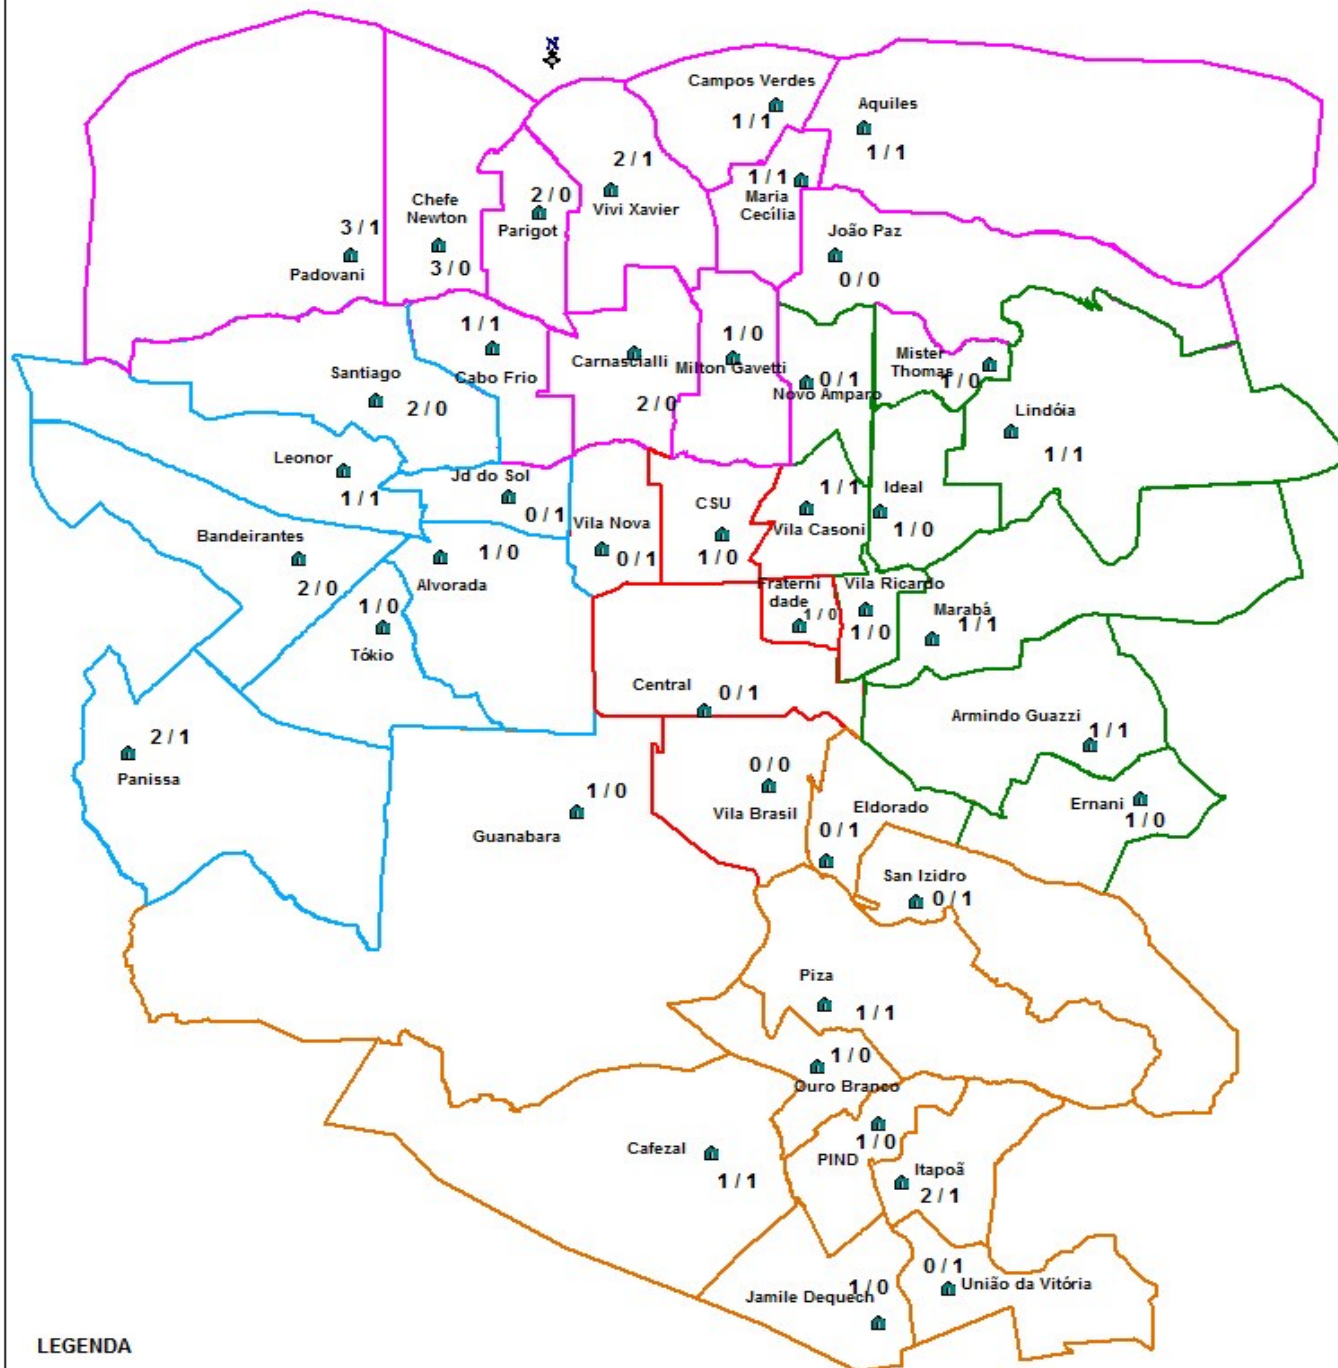 N
Campos Verdes
1 / 1
Aquiles
1 / 1
2 / 1
Vivi Xavier
1 / 1
Maria
Cecília
Chefe
Newton
3 / 0
2 / 0
Parigot
3 / 1
Padovani
João Paz
0 / 0
1 / 1
Cabo Frio
Carnascialli
2 / 0
1 / 0
Milton Gavetti
0 / 1
Novo Amparo
Mister
Thomas
1 / 0
Santiago
2 / 0
Lindóia
1 / 1
Leonor
1 / 1
Jd do Sol
0 / 1
Vila Nova
0 / 1
CSU
1 / 0
1 / 1
Vila Casoni
Ideal
1 / 0
Bandeirantes
2 / 0
1 / 0
Alvorada
1 / 0
Tókio
Fraterni
dade
1 / 0
Vila Ricardo
1 / 0
Marabá
1 / 1
Central
0 / 1
Armindo Guazzi
1 / 1
2 / 1
Panissa
1 / 0
Guanabara
0 / 0
Vila Brasil
Eldorado
0 / 1
Ernani
1 / 0
San Izidro
0 / 1
Piza
1 / 1
1 / 0
Ouro Branco
1 / 0
PIND
Cafezal
1 / 1
Itapoã
2 / 1
0 / 1
União da Vitória
1 / 0
Jamile Dequech
LEGENDA